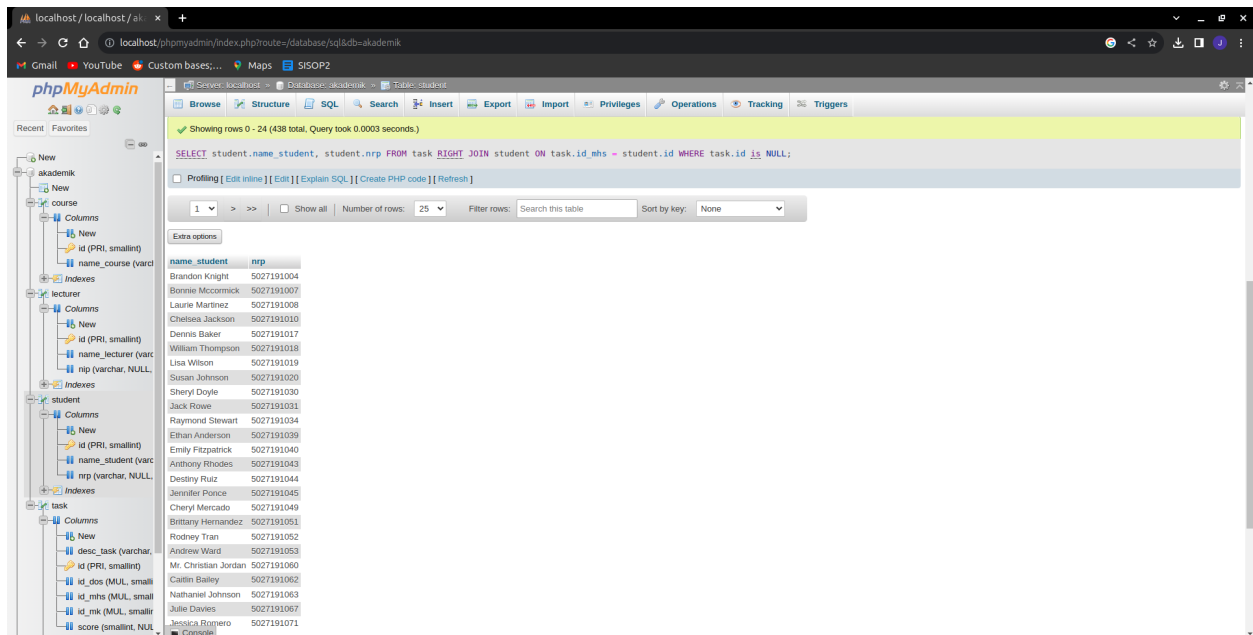 localhost / localhost / ak
localhost/phpmyadmin/index.php?route=/database/sql&db=akademik
J
Gmail YouTube Custom bases;... Maps SISOP2
phpMyAdmin
Recent Favorites
New
akademik
New
course
Columns
New
id (PRI, smallint)
name_course (varcl
Indexes
lecturer
Columns
New
id (PRI, smallint)
name_lecturer (varc
nip (varchar, NULL,
Indexes
student
Columns
New
id (PRI, smallint)
name_student (varc
nrp (varchar, NULL,
Indexes
task
Columns
New
desc_task (varchar,
id (PRI, smallint)
id_dos (MUL, smalli
id_mhs (MUL, small
id_mk (MUL, smallin
score (smallint, NUL
Server: localhost » Database: akademik » Table: student
Browse Structure SQL Search Insert Export Import Privileges Operations Tracking Triggers
Showing rows 0 - 24 (438 total, Query took 0.0003 seconds.)
SELECT student.name_student, student.nrp FROM task RIGHT JOIN student ON task.id_mhs = student.id WHERE task.id is NULL;
Profiling [ Edit inline ] [ Edit ] [ Explain SQL ] [ Create PHP code ] [ Refresh ]
1 > >> Show all Number of rows: 25 Filter rows: Search this table Sort by key: None
Extra options
name_student nrp
Brandon Knight 5027191004
Bonnie Mccormick 5027191007
Laurie Martinez 5027191008
Chelsea Jackson 5027191010
Dennis Baker 5027191017
William Thompson 5027191018
Lisa Wilson 5027191019
Susan Johnson 5027191020
Sheryl Doyle 5027191030
Jack Rowe 5027191031
Raymond Stewart 5027191034
Ethan Anderson 5027191039
Emily Fitzpatrick 5027191040
Anthony Rhodes 5027191043
Destiny Ruiz 5027191044
Jennifer Ponce 5027191045
Cheryl Mercado 5027191049
Brittany Hernandez 5027191051
Rodney Tran 5027191052
Andrew Ward 5027191053
Mr. Christian Jordan 5027191060
Caitlin Bailey 5027191062
Nathaniel Johnson 5027191063
Julie Davies 5027191067
Jessica Romero 5027191071
Console